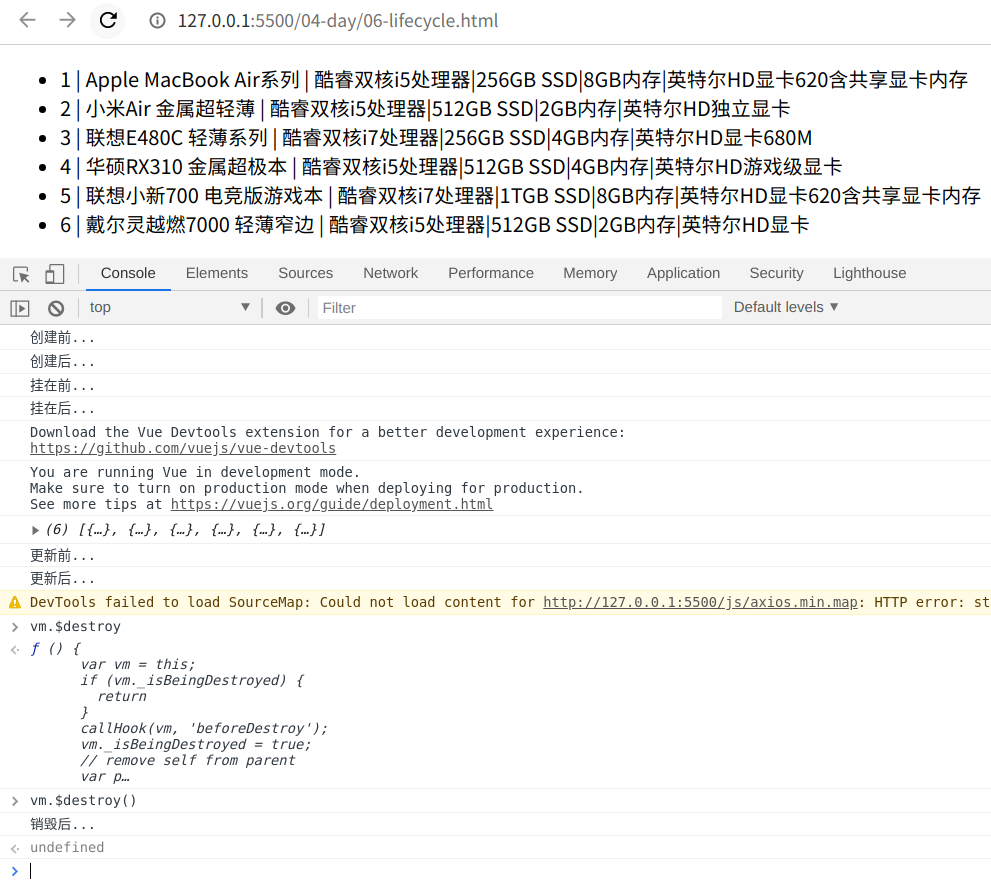 127.0.0.1:5500/04-day/06-lifecycle.html
1 | Apple MacBook Air系列 | 酷睿双核i5处理器|256GB SSD|8GB内存|英特尔HD显卡620含共享显卡内存
2 | 小米Air 金属超轻薄 | 酷睿双核i5处理器|512GB SSD|2GB内存|英特尔HD独立显卡
3 | 联想E480C 轻薄系列 | 酷睿双核i7处理器|256GB SSD|4GB内存|英特尔HD显卡680M
4 | 华硕RX310 金属超极本 | 酷睿双核i5处理器|512GB SSD|4GB内存|英特尔HD游戏级显卡
5 | 联想小新700 电竞版游戏本 | 酷睿双核i7处理器|1TGB SSD|8GB内存|英特尔HD显卡620含共享显卡内存
6 | 戴尔灵越燃7000 轻薄窄边 | 酷睿双核i5处理器|512GB SSD|2GB内存|英特尔HD显卡
Console Elements Sources Network Performance Memory Application Security Lighthouse
top Filter Default levels
创建前...
创建后...
挂在前...
挂在后...
Download the Vue Devtools extension for a better development experience:
https://github.com/vuejs/vue-devtools
You are running Vue in development mode.
Make sure to turn on production mode when deploying for production.
See more tips at https://vuejs.org/guide/deployment.html
(6) [{…}, {…}, {…}, {…}, {…}, {…}]
更新前...
更新后...
DevTools failed to load SourceMap: Could not load content for http://127.0.0.1:5500/js/axios.min.map: HTTP error: st
vm.$destroy
ƒ () {
var vm = this;
if (vm._isBeingDestroyed) {
return
}
callHook(vm, 'beforeDestroy');
vm._isBeingDestroyed = true;
// remove self from parent
var p…
vm.$destroy()
销毁后...
undefined